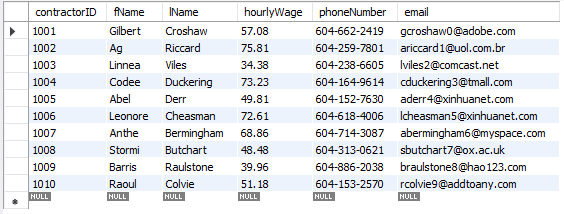 contractorID fName lName hourlyWage phoneNumber email
1001 Gilbert Croshaw 57.08 604-662-2419 gcroshaw0@adobe.com
1002 Ag Riccard 75.81 604-259-7801 ariccard1@uol.com.br
1003 Linnea Viles 34.38 604-238-6605 lviles2@comcast.net
1004 Codee Duckering 73.23 604-164-9614 cduckering3@tmall.com
1005 Abel Derr 49.81 604-152-7630 aderr4@xinhuanet.com
1006 Leonore Cheasman 72.61 604-618-4006 lcheasman5@xinhuanet.com
1007 Anthe Bermingham 68.86 604-714-3087 abermingham6@myspace.com
1008 Stormi Butchart 48.48 604-313-0621 sbutchart7@ox.ac.uk
1009 Barris Raulstone 39.96 604-886-2038 braulstone8@hao123.com
1010 Raoul Colvie 51.18 604-153-2570 rcolvie9@addtoany.com
NULL NULL NULL NULL NULL NULL